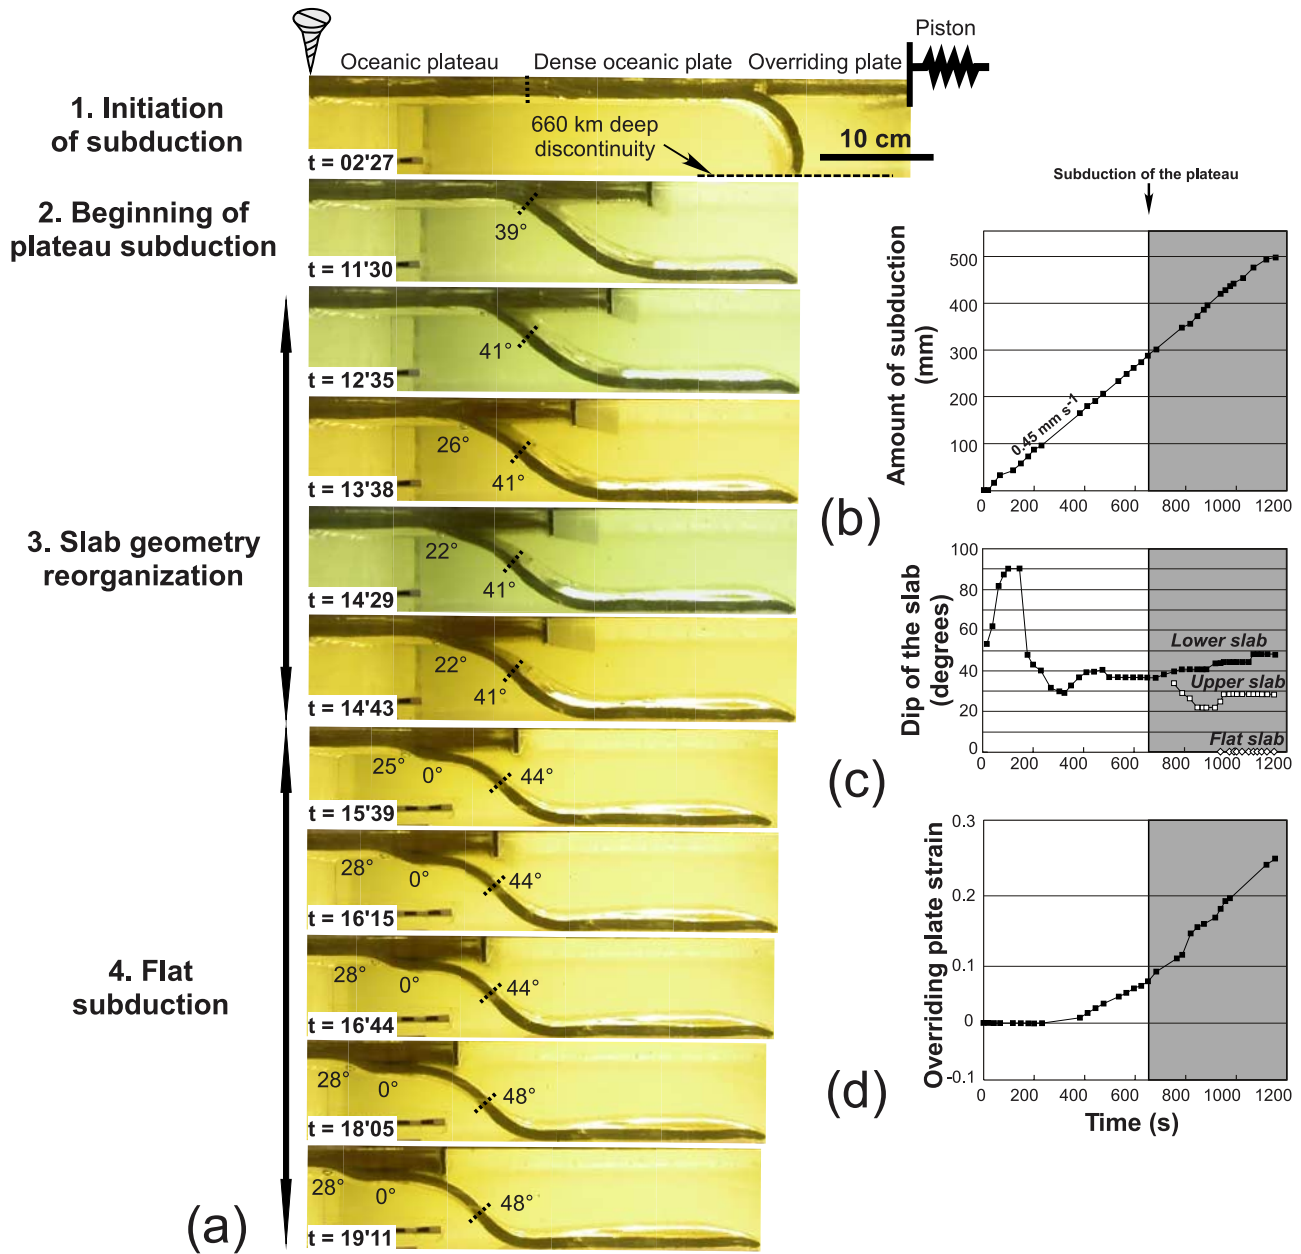 Piston
Oceanic plateau
Dense oceanic plate
Overriding plate
1. Initiation
of subduction
660 km deep
discontinuity
10 cm
t = 02'27
2. Beginning of
plateau subduction
39°
t = 11'30
41°
t = 12'35
26°
41°
t = 13'38
3. Slab geometry
reorganization
22°
41°
t = 14'29
22°
41°
t = 14'43
25°
0°
44°
t = 15'39
28°
0°
44°
t = 16'15
4. Flat
subduction
28°
0°
44°
t = 16'44
28°
0°
48°
t = 18'05
28°
0°
48°
t = 19'11
(a)
Subduction of the plateau
Amount of subduction
(mm)
500
400
300
200
100
0.45 mm s-1
0 200 400 600 800 1000 1200
(b)
Dip of the slab
(degrees)
100
80
60
40
20
0
Lower slab
Upper slab
Flat slab
0 200 400 600 800 1000 1200
(c)
Overriding plate strain
0.3
0.2
0.1
0
-0.1
0 200 400 600 800 1000 1200
Time (s)
(d)